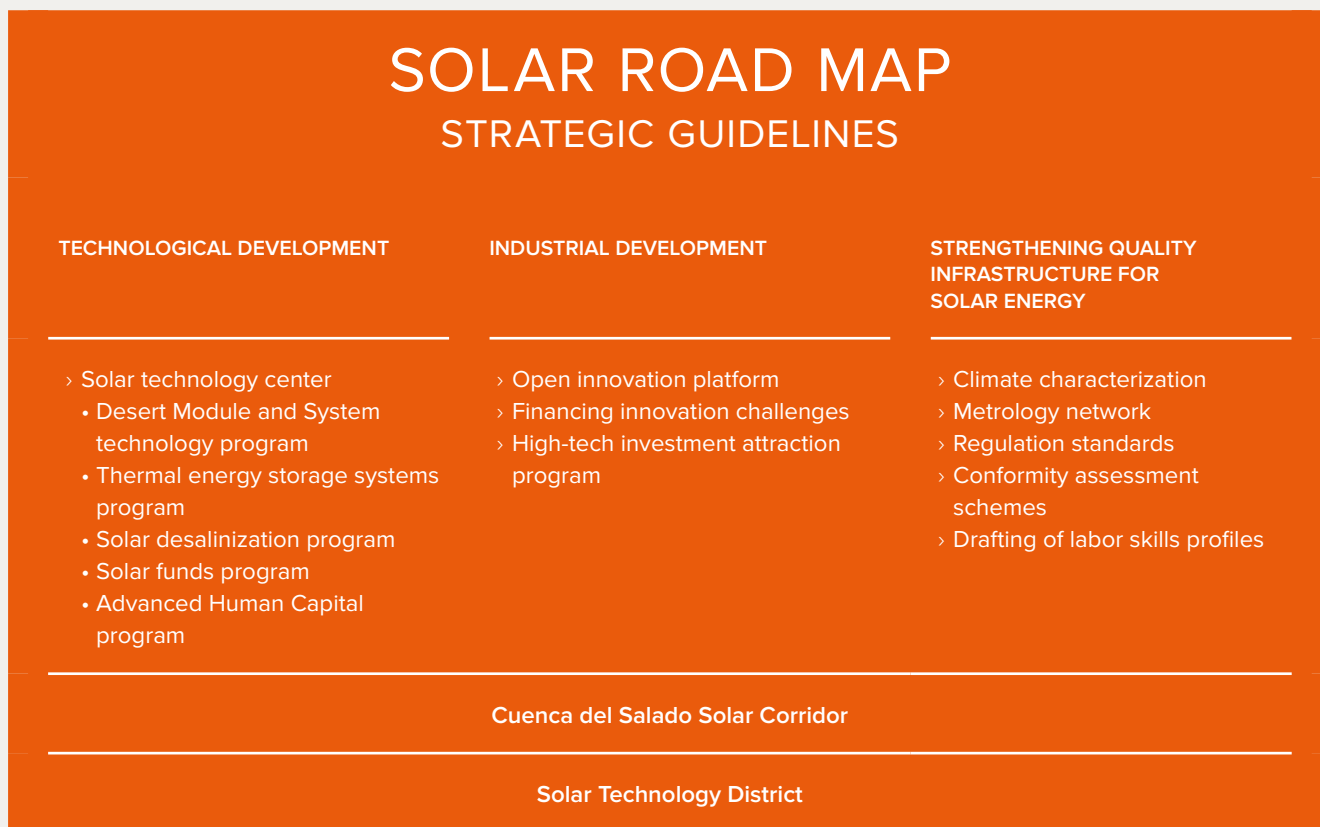 SOLAR ROAD MAP
STRATEGIC GUIDELINES
TECHNOLOGICAL DEVELOPMENT
› Solar technology center
• Desert Module and System
technology program
• Thermal energy storage systems
program
• Solar desalinization program
• Solar funds program
• Advanced Human Capital
program
INDUSTRIAL DEVELOPMENT
› Open innovation platform
› Financing innovation challenges
› High-tech investment attraction
program
STRENGTHENING QUALITY
INFRASTRUCTURE FOR
SOLAR ENERGY
› Climate characterization
› Metrology network
› Regulation standards
› Conformity assessment
schemes
› Drafting of labor skills profiles
Cuenca del Salado Solar Corridor
Solar Technology District